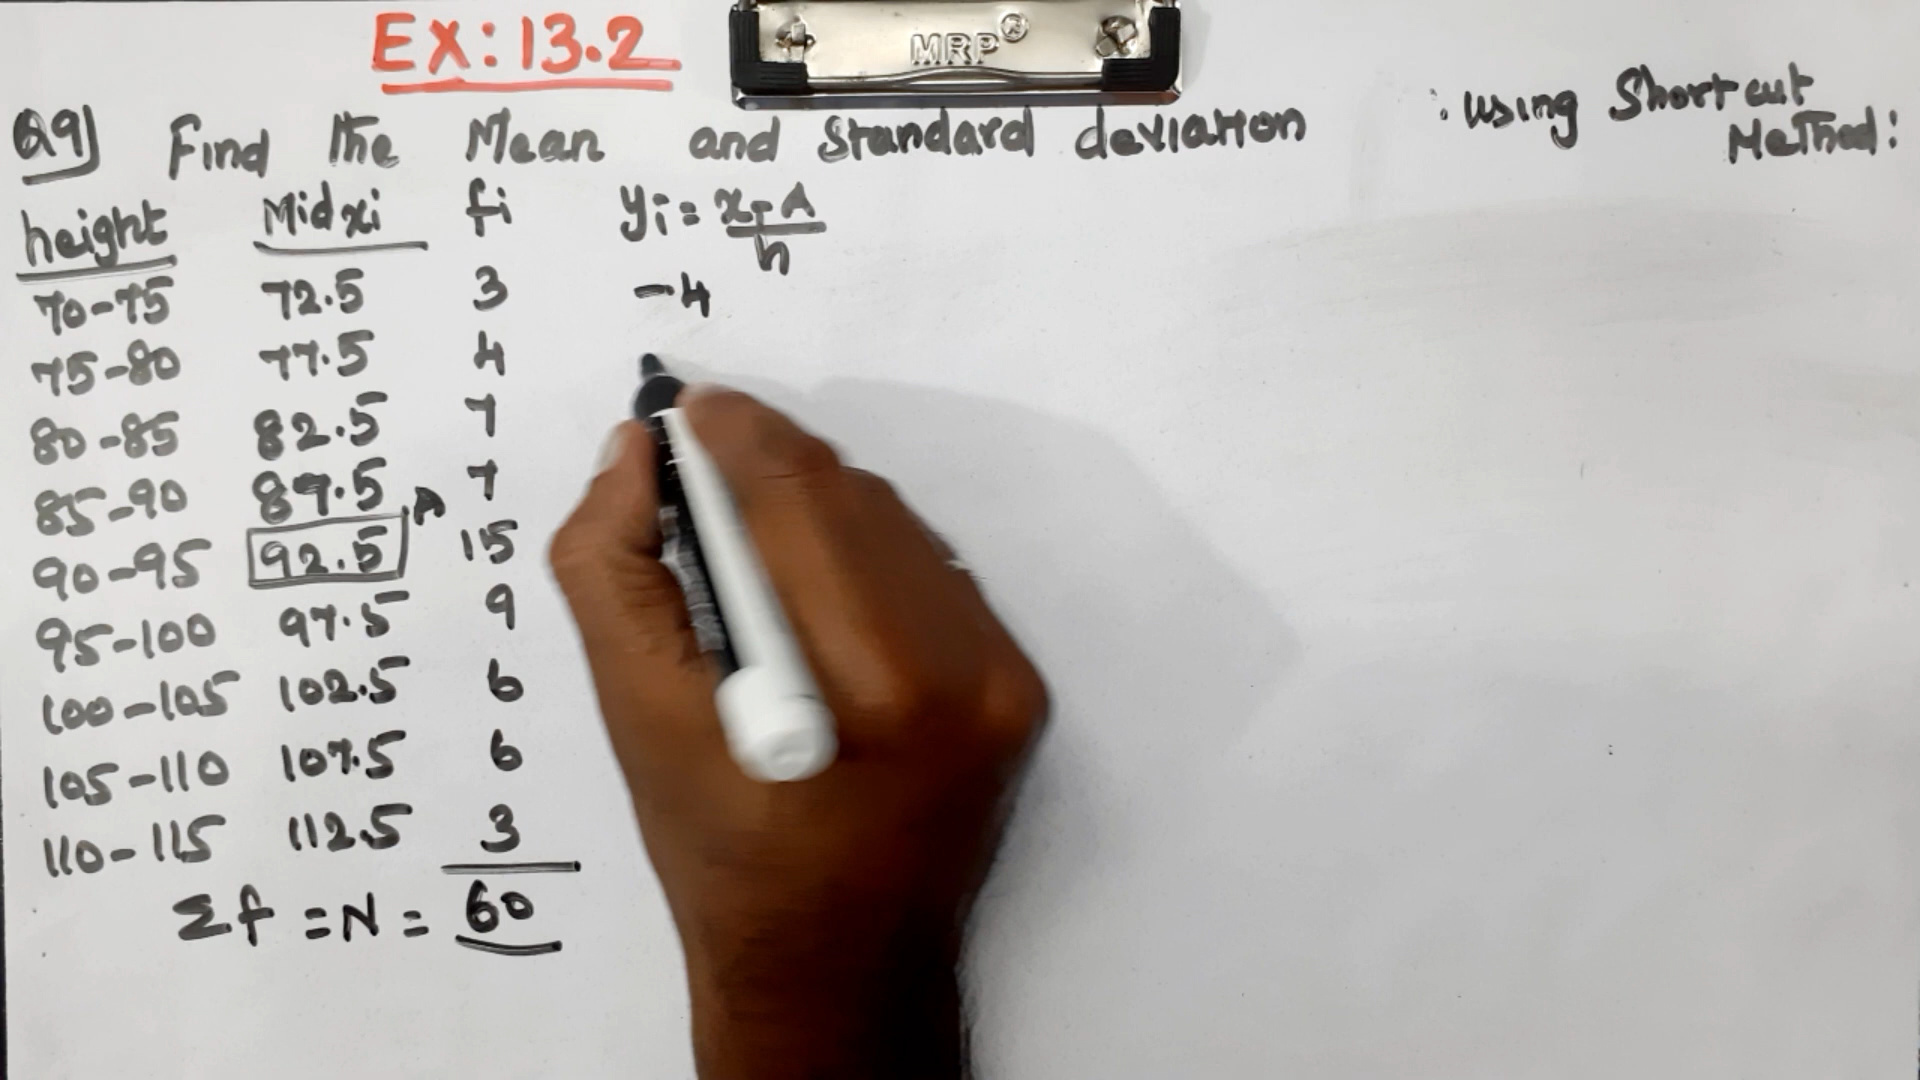 EX: 13.2
MRP®
Q9) Find the Mean and Standard deviation : using Shortcut
Method:
height Mid xi fi yi = xi-A
h
70-75 72.5 3 -4
75-80 77.5 4
80-85 82.5 7
85-90 87.5 7
A
90-95 92.5 15
95-100 97.5 9
100-105 102.5 6
105-110 107.5 6
110-115 112.5 3
Σf = N = 60